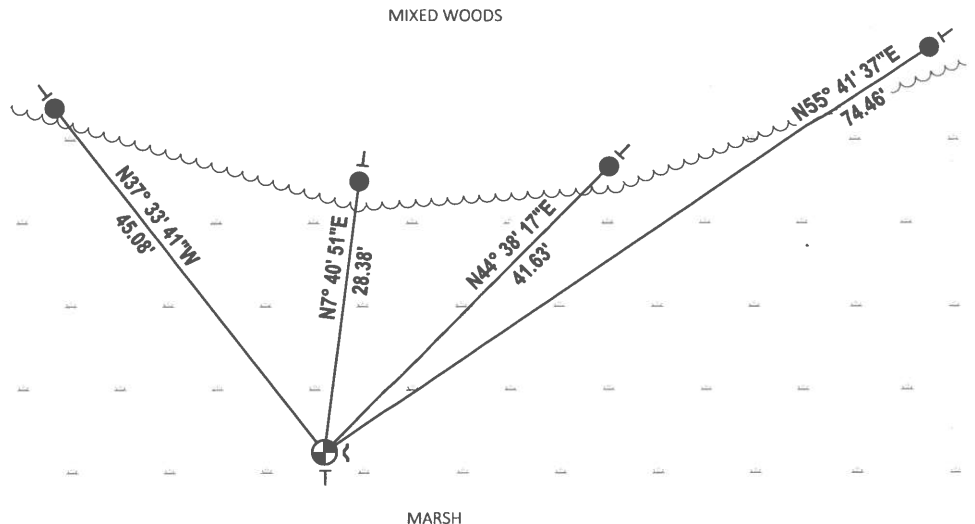 MIXED WOODS
N37° 33' 41"W
45.08'
N7° 40' 51"E
28.38'
N44° 38' 17"E
41.63'
N55° 41' 37"E
74.46'
MARSH